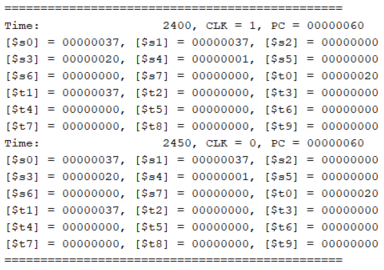 ===============================================
Time:                 2400, CLK = 1, PC = 00000060
[$s0] = 00000037, [$s1] = 00000037, [$s2] = 00000000
[$s3] = 00000020, [$s4] = 00000001, [$s5] = 00000000
[$s6] = 00000000, [$s7] = 00000000, [$t0] = 00000020
[$t1] = 00000037, [$t2] = 00000000, [$t3] = 00000000
[$t4] = 00000000, [$t5] = 00000000, [$t6] = 00000000
[$t7] = 00000000, [$t8] = 00000000, [$t9] = 00000000
Time:                 2450, CLK = 0, PC = 00000060
[$s0] = 00000037, [$s1] = 00000037, [$s2] = 00000000
[$s3] = 00000020, [$s4] = 00000001, [$s5] = 00000000
[$s6] = 00000000, [$s7] = 00000000, [$t0] = 00000020
[$t1] = 00000037, [$t2] = 00000000, [$t3] = 00000000
[$t4] = 00000000, [$t5] = 00000000, [$t6] = 00000000
[$t7] = 00000000, [$t8] = 00000000, [$t9] = 00000000
===============================================